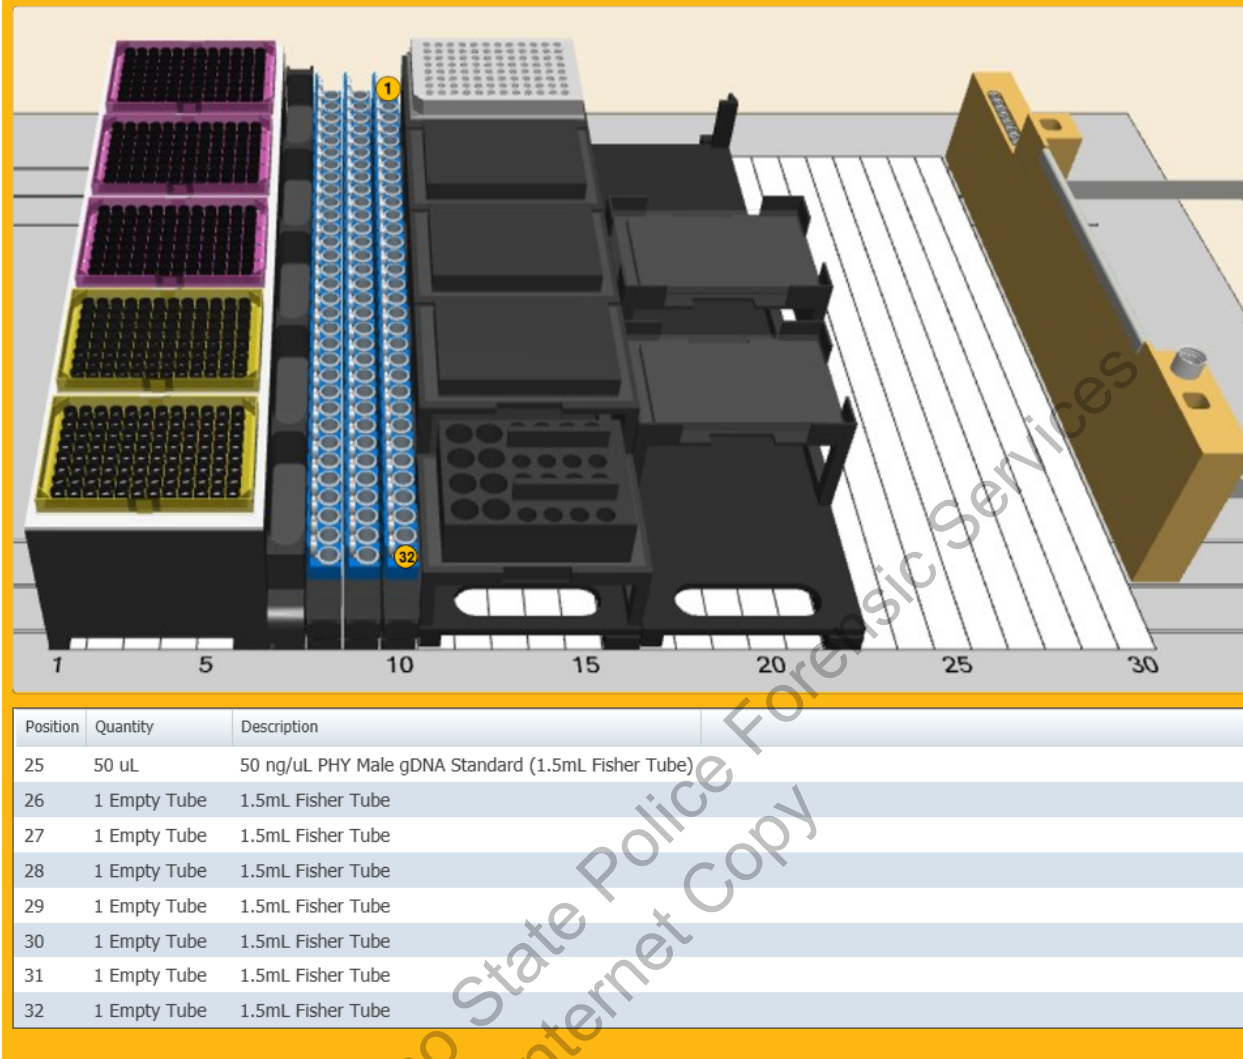 1
32
1 5 10 15 20 25 30
Position Quantity Description
25 50 uL 50 ng/uL PHY Male gDNA Standard (1.5mL Fisher Tube)
26 1 Empty Tube 1.5mL Fisher Tube
27 1 Empty Tube 1.5mL Fisher Tube
28 1 Empty Tube 1.5mL Fisher Tube
29 1 Empty Tube 1.5mL Fisher Tube
30 1 Empty Tube 1.5mL Fisher Tube
31 1 Empty Tube 1.5mL Fisher Tube
32 1 Empty Tube 1.5mL Fisher Tube
State Police Forensic Services
Copy